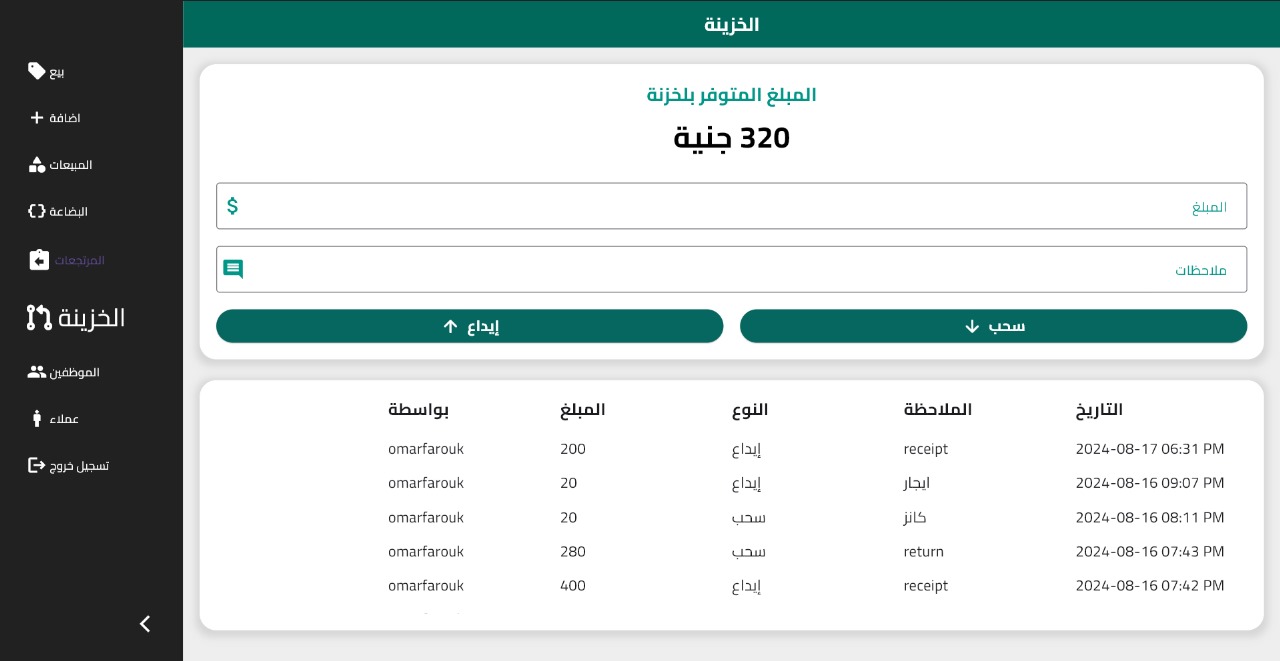 الخزينة
بيع
اضافة
المبيعات
البضاعة
المرتجعات
الخزينة
الموظفين
عملاء
تسجيل خروج
المبلغ المتوفر بلخزنة
320 جنية
المبلغ
ملاحظات
سحب
إيداع
التاريخ الملاحظة النوع المبلغ بواسطة
2024-08-17 06:31 PM receipt إيداع 200 omarfarouk
2024-08-16 09:07 PM ايجار إيداع 20 omarfarouk
2024-08-16 08:11 PM كانز سحب 20 omarfarouk
2024-08-16 07:43 PM return سحب 280 omarfarouk
2024-08-16 07:42 PM receipt إيداع 400 omarfarouk